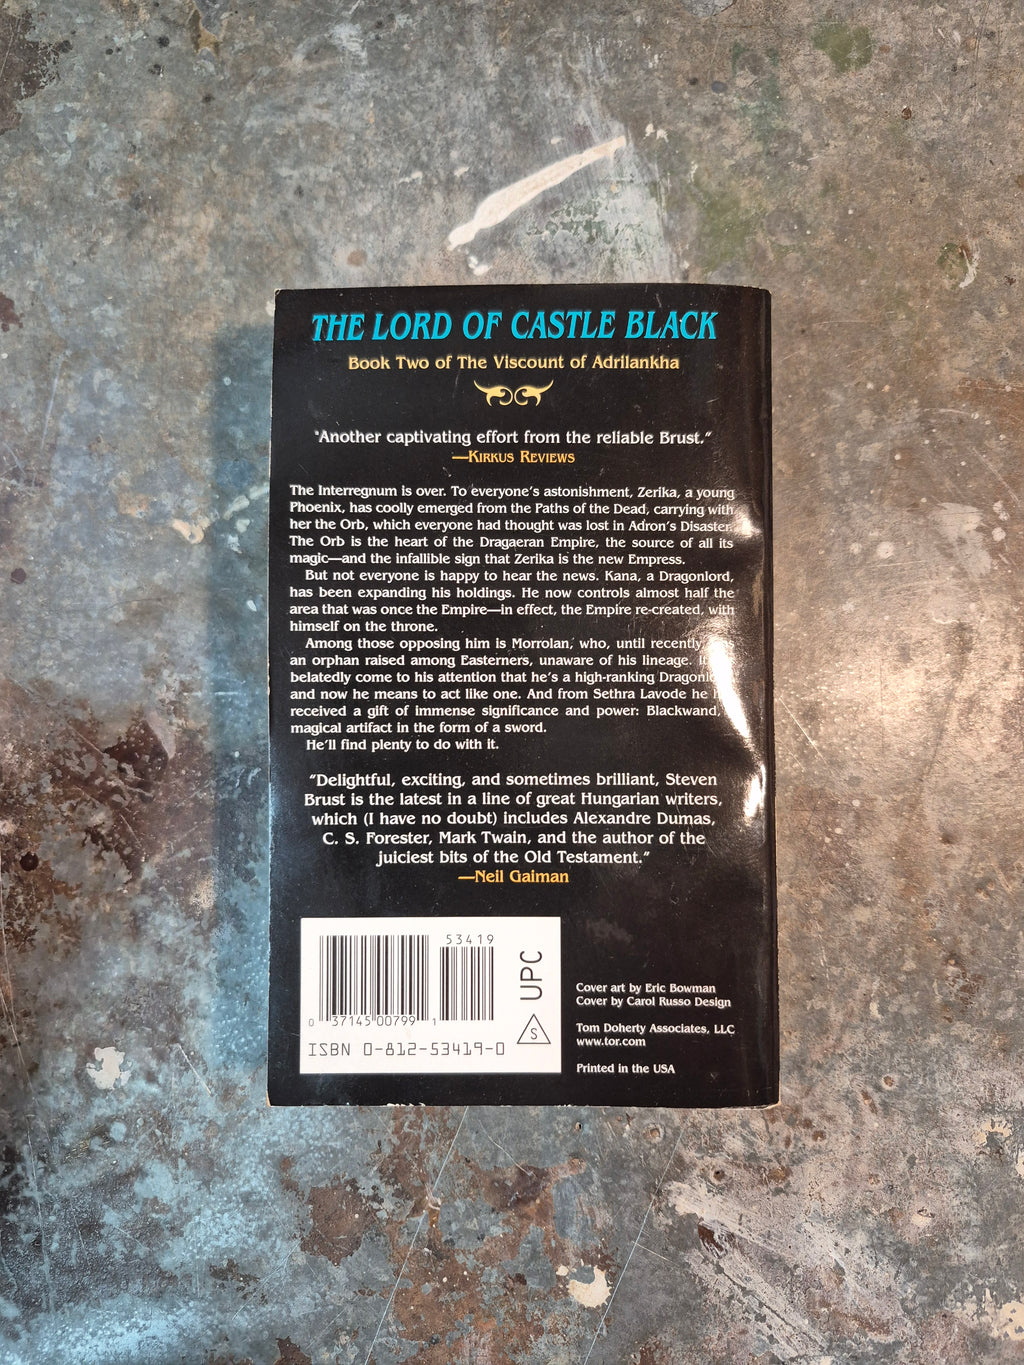 THE LORD OF CASTLE BLACK
Book Two of The Viscount of Adrilankha
"Another captivating effort from the reliable Brust."
—KIRKUS REVIEWS
The Interregnum is over. To everyone's astonishment, Zerika, a young
Phoenix, has coolly emerged from the Paths of the Dead, carrying with
her the Orb, which everyone had thought was lost in Adron's Disaster.
The Orb is the heart of the Dragaeran Empire, the source of all its
magic—and the infallible sign that Zerika is the new Empress.
But not everyone is happy to hear the news. Kana, a Dragonlord,
has been expanding his holdings. He now controls almost half the
area that was once the Empire—in effect, the Empire re-created, with
himself on the throne.
Among those opposing him is Morrolan, who, until recently,
an orphan raised among Easterners, unaware of his lineage.
belatedly come to his attention that he's a high-ranking
and now he means to act like one. And from Sethra Lavode he
received a gift of immense significance and power: Blackwand,
magical artifact in the form of a sword.
He'll find plenty to do with it.
"Delightful, exciting, and sometimes brilliant, Steven
Brust is the latest in a line of great Hungarian writers,
which (I have no doubt) includes Alexandre Dumas,
C. S. Forester, Mark Twain, and the author of the
juiciest bits of the Old Testament."
—Neil Gaiman
53419
UPC
0 37145 00799 1
S
ISBN 0-812-53419-0
Cover art by Eric Bowman
Cover by Carol Russo Design
Tom Doherty Associates, LLC
www.tor.com
Printed in the USA